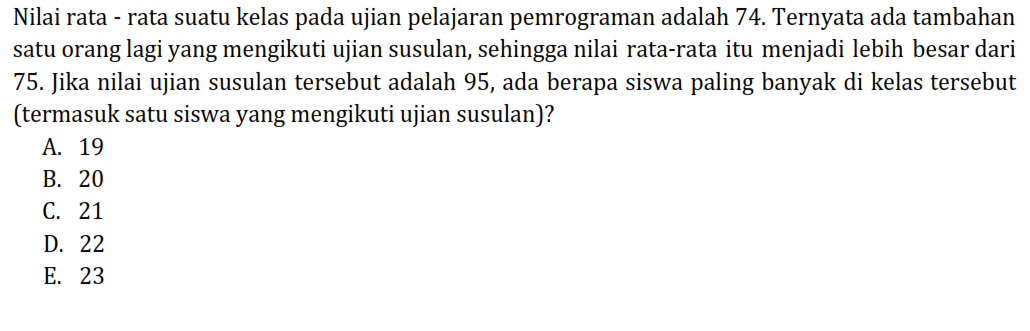 Nilai rata - rata suatu kelas pada ujian pelajaran pemrograman adalah 74. Ternyata ada tambahan
satu orang lagi yang mengikuti ujian susulan, sehingga nilai rata-rata itu menjadi lebih besar dari
75. Jika nilai ujian susulan tersebut adalah 95, ada berapa siswa paling banyak di kelas tersebut
(termasuk satu siswa yang mengikuti ujian susulan)?
A. 19
B. 20
C. 21
D. 22
E. 23